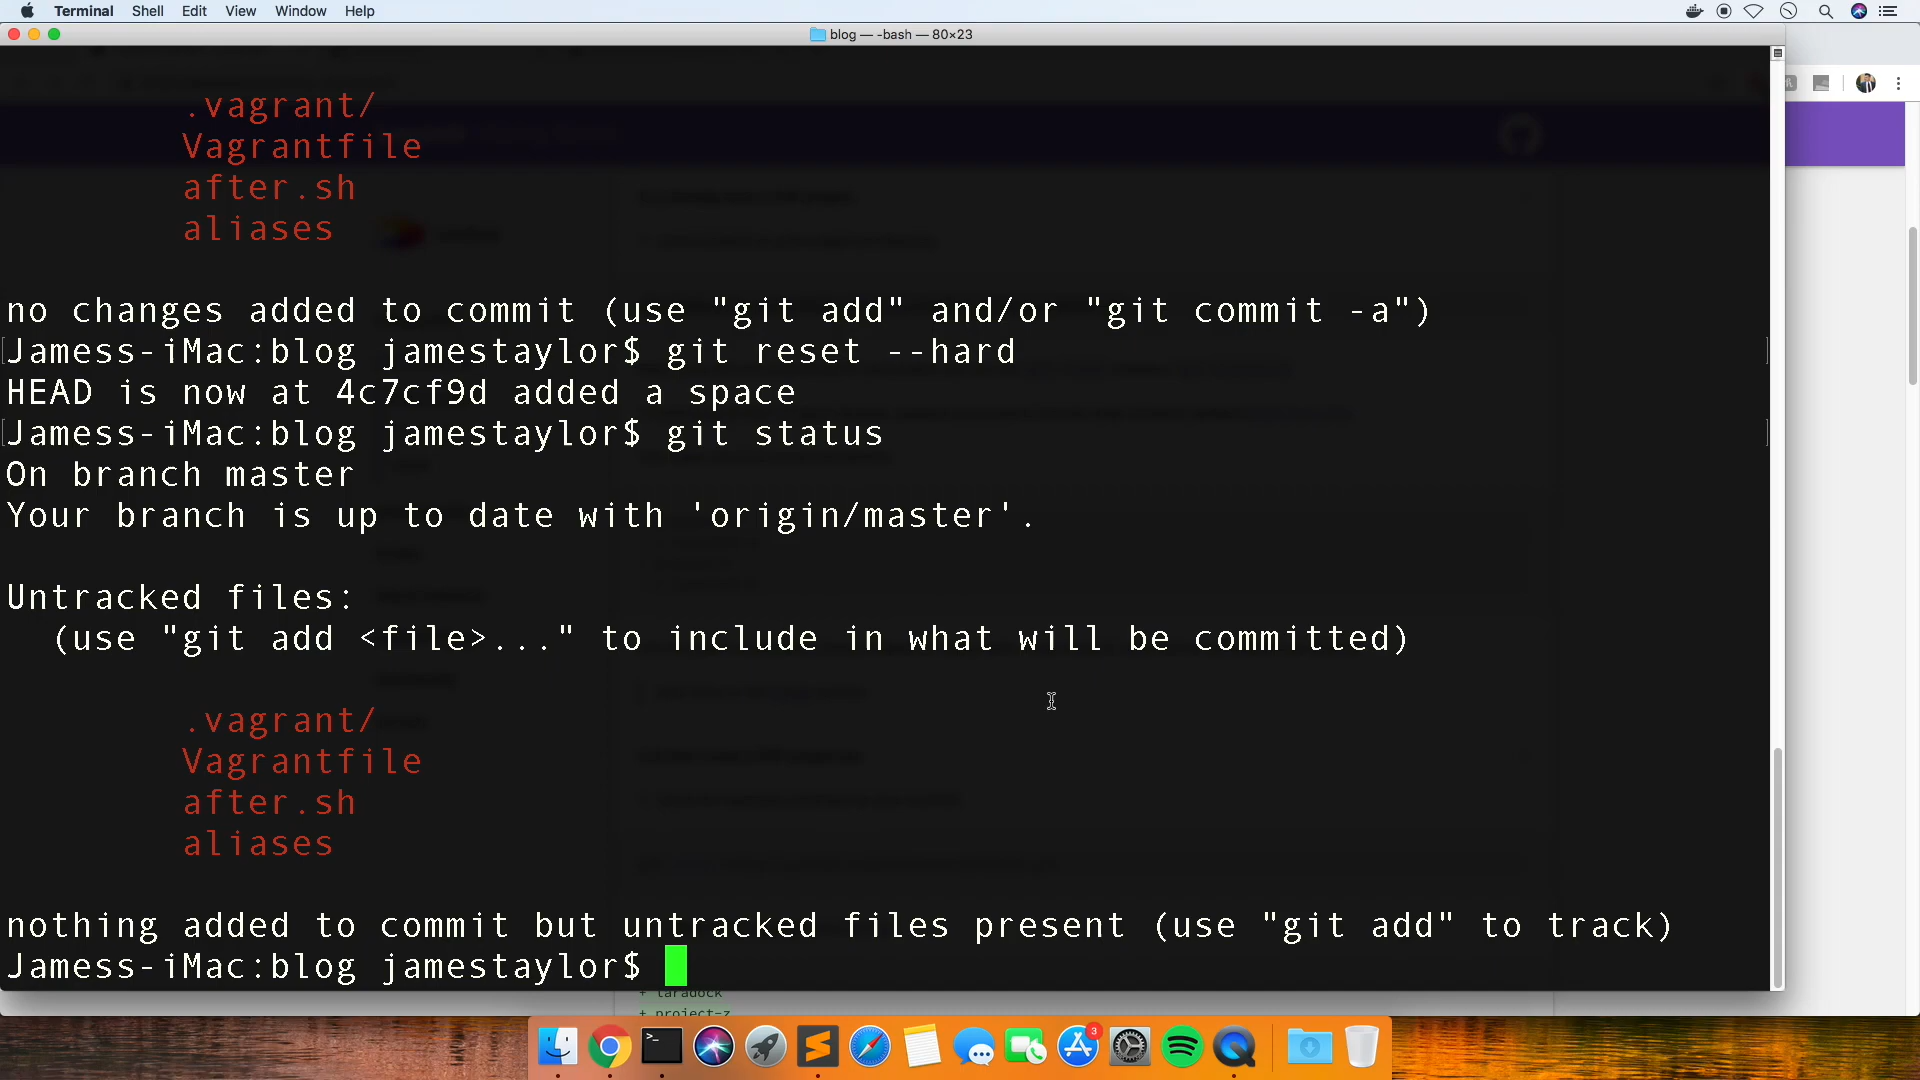 Terminal Shell Edit View Window Help
blog — -bash — 80×23
.vagrant/
Vagrantfile
after.sh
aliases
no changes added to commit (use "git add" and/or "git commit -a")
[Jamess-iMac:blog jamestaylor$ git reset --hard ]
HEAD is now at 4c7cf9d added a space
[Jamess-iMac:blog jamestaylor$ git status ]
On branch master
Your branch is up to date with 'origin/master'.
Untracked files:
(use "git add <file>..." to include in what will be committed)
.vagrant/
Vagrantfile
after.sh
aliases
nothing added to commit but untracked files present (use "git add" to track)
Jamess-iMac:blog jamestaylor$
+ laradock
+ project-z
3